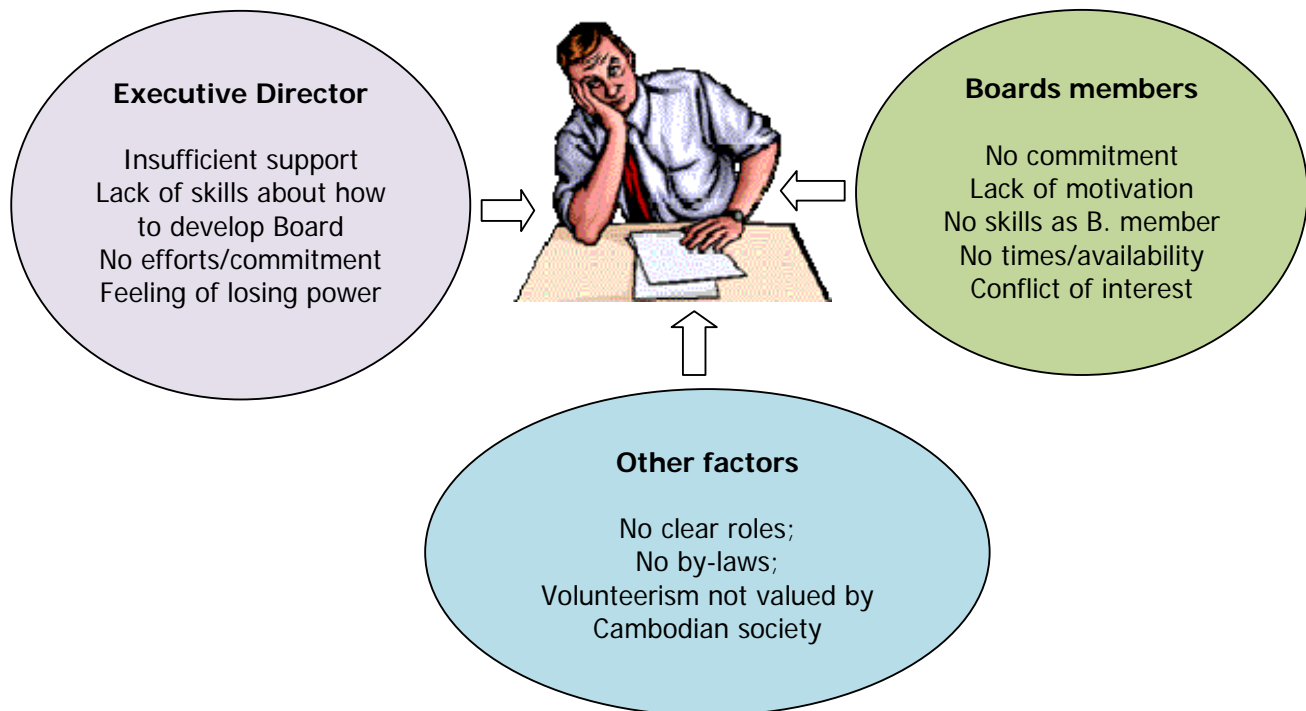 Executive Director
Insufficient support
Lack of skills about how
to develop Board
No efforts/commitment
Feeling of losing power
Boards members
No commitment
Lack of motivation
No skills as B. member
No times/availability
Conflict of interest
Other factors
No clear roles;
No by-laws;
Volunteerism not valued by
Cambodian society